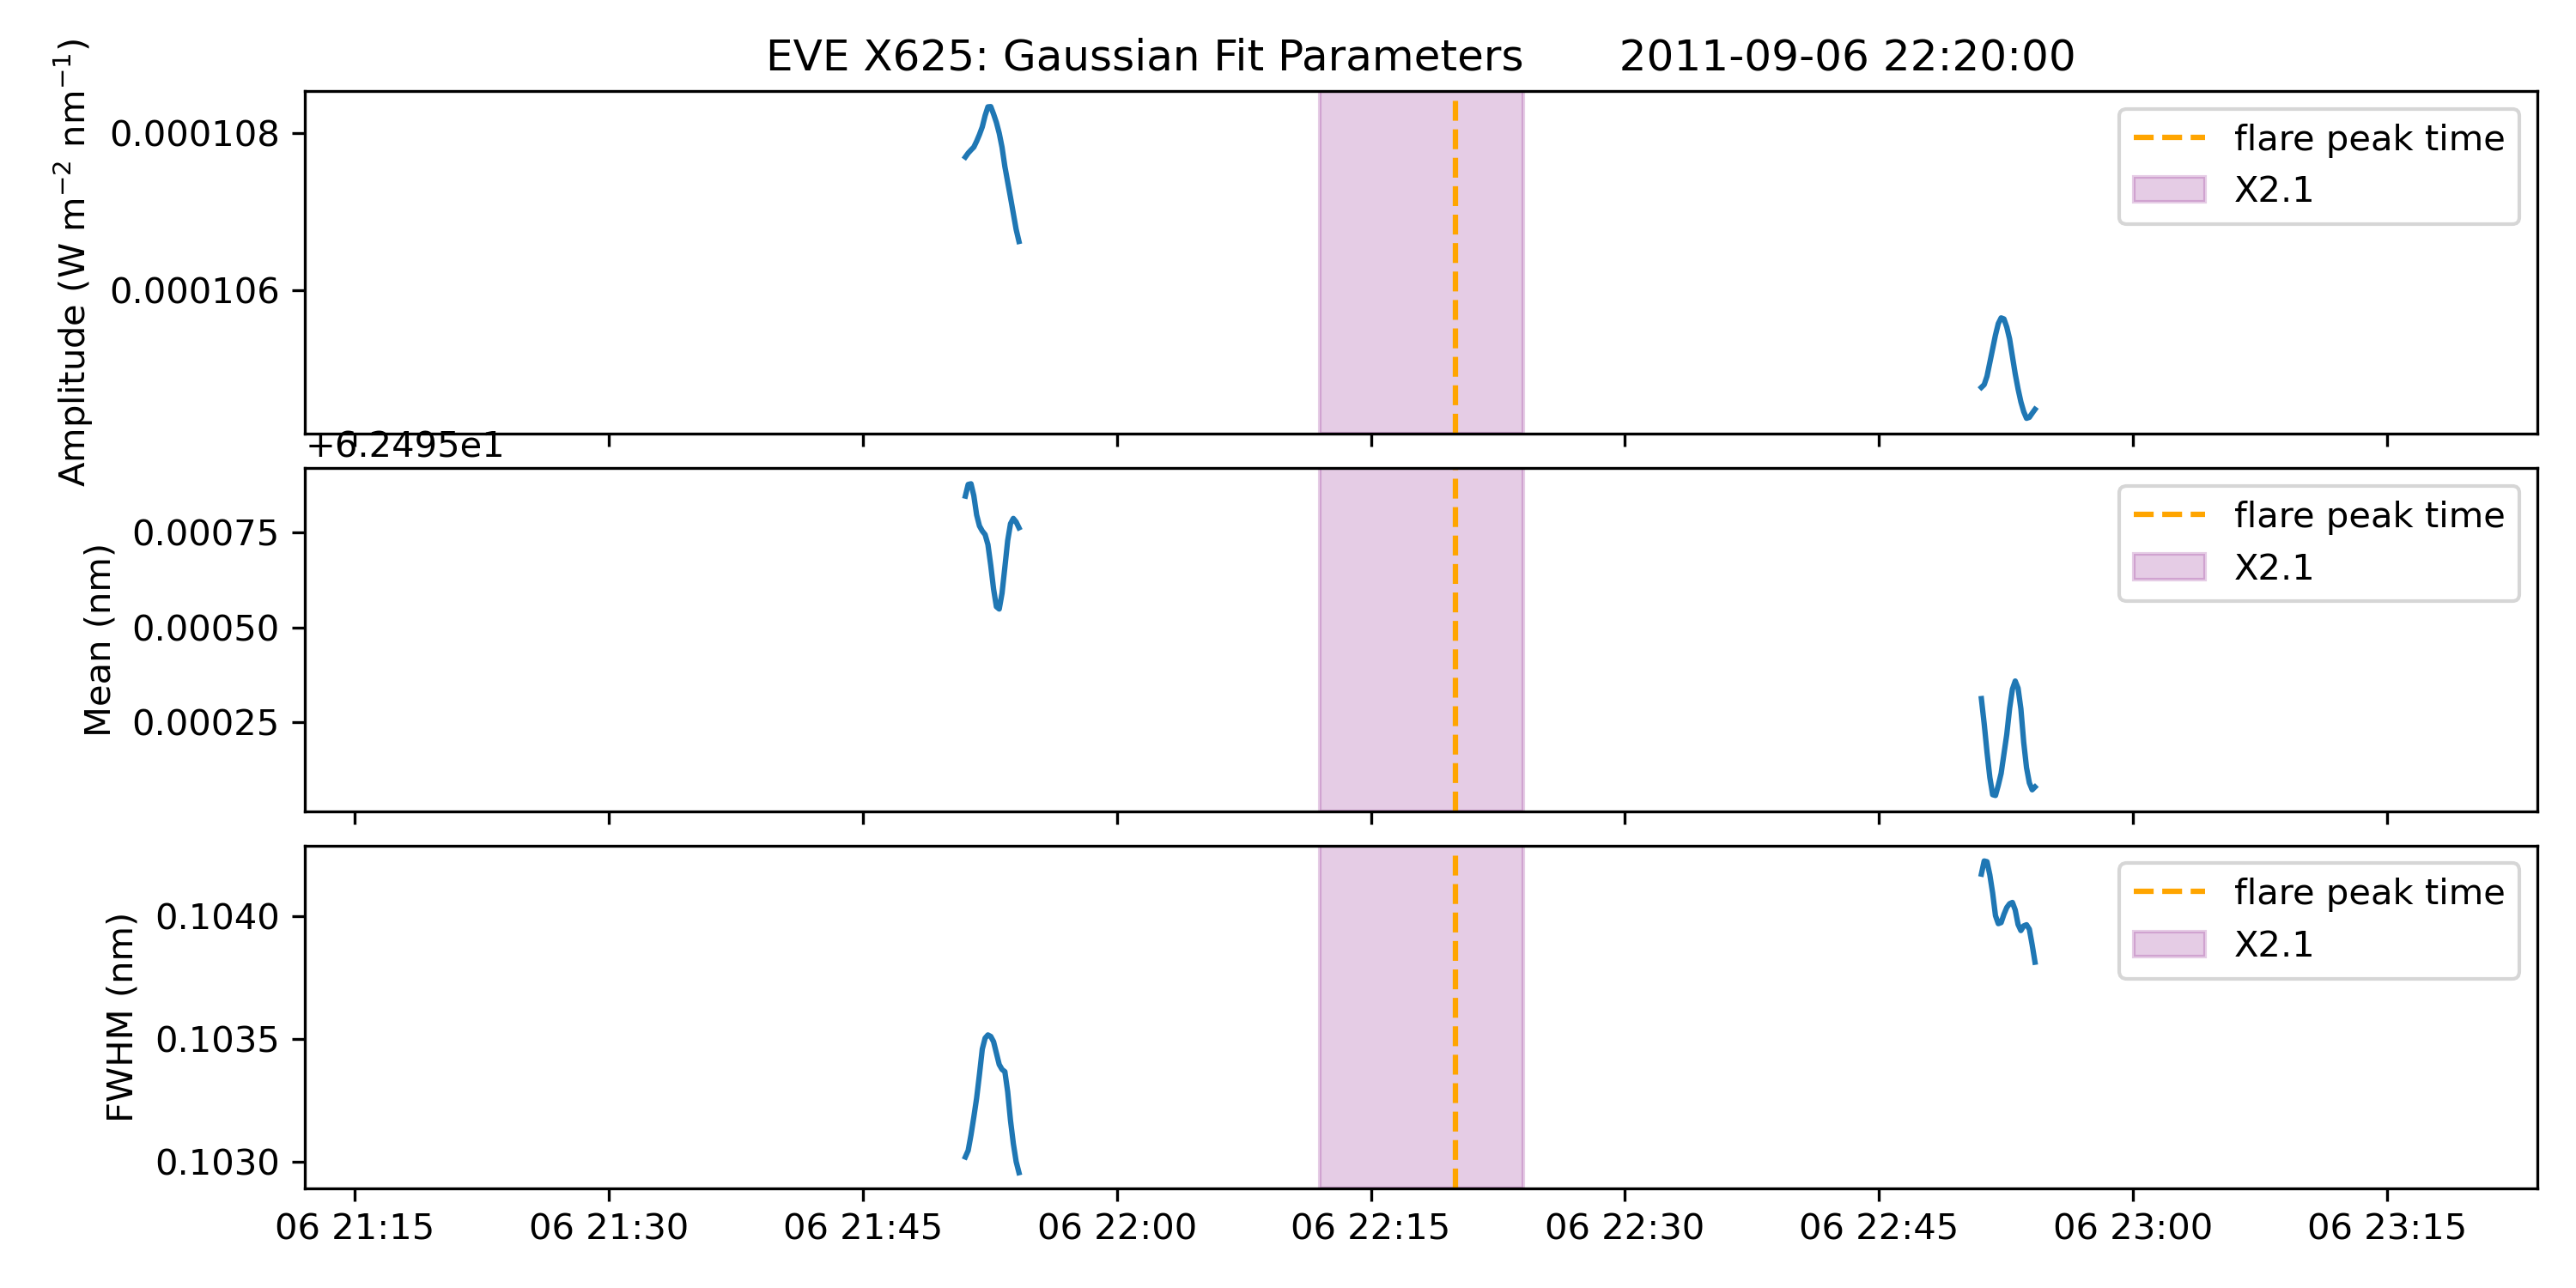 EVE X625: Gaussian Fit Parameters 2011-09-06 22:20:00
Amplitude (W m⁻² nm⁻¹)
0.000108
0.000106
flare peak time
X2.1
+6.2495e1
Mean (nm)
0.00075
0.00050
0.00025
flare peak time
X2.1
FWHM (nm)
0.1040
0.1035
0.1030
flare peak time
X2.1
06 21:15 06 21:30 06 21:45 06 22:00 06 22:15 06 22:30 06 22:45 06 23:00 06 23:15